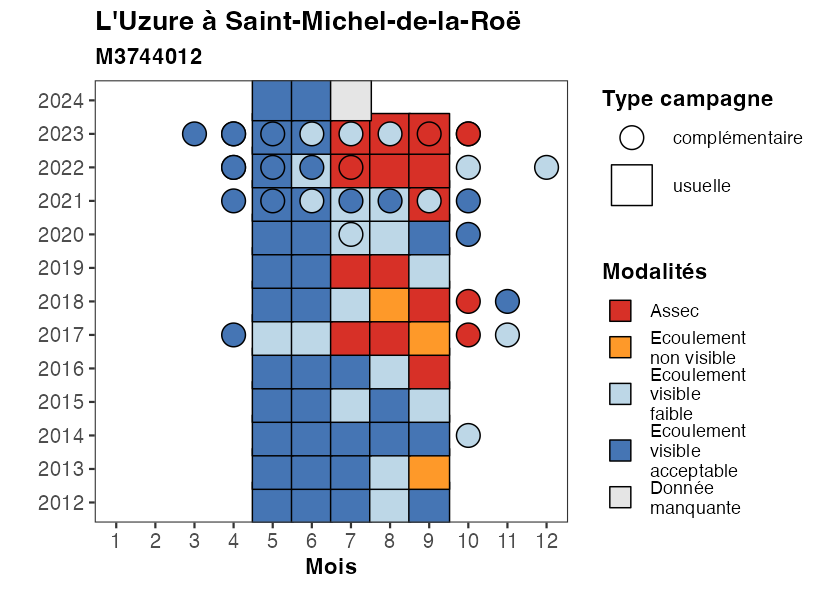 L'Uzure à Saint-Michel-de-la-Roë
M3744012
2024
2023
2022
2021
2020
2019
2018
2017
2016
2015
2014
2013
2012
1 2 3 4 5 6 7 8 9 10 11 12
Mois
Type campagne
complémentaire
usuelle
Modalités
Assec
Ecoulement
non visible
Ecoulement
visible
faible
Ecoulement
visible
acceptable
Donnée
manquante